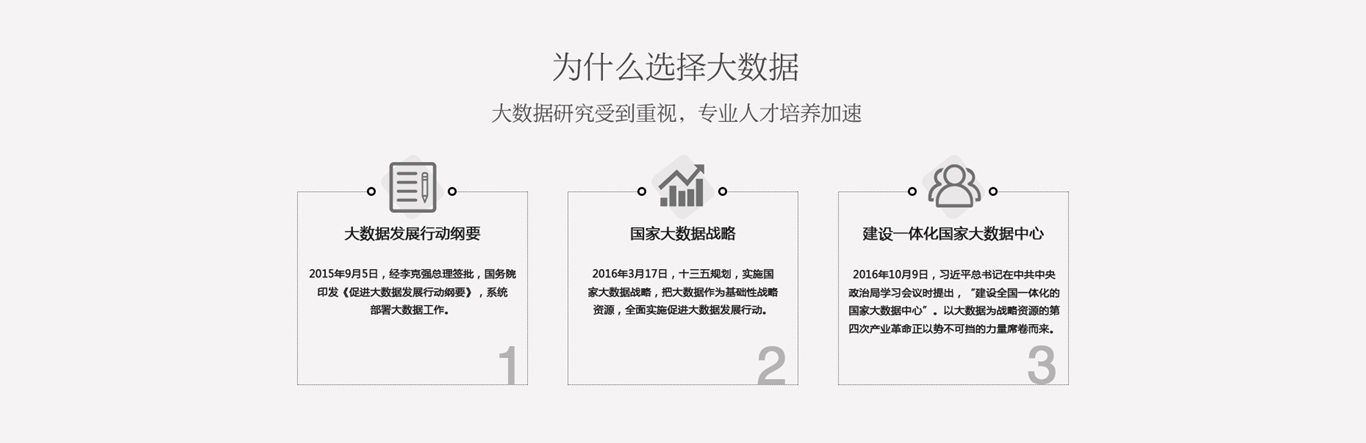 为什么选择大数据
大数据研究受到重视，专业人才培养加速
大数据发展行动纲要
2015年9月5日，经李克强总理签批，国务院
印发《促进大数据发展行动纲要》，系统
部署大数据工作。
1
国家大数据战略
2016年3月17日，十三五规划，实施国
家大数据战略，把大数据作为基础性战略
资源，全面实施促进大数据发展行动。
2
建设一体化国家大数据中心
2016年10月9日，习近平总书记在中共中央
政治局学习会议时提出，“建设全国一体化的
国家大数据中心”。以大数据为战略资源的第
四次产业革命正以势不可挡的力量席卷而来。
3